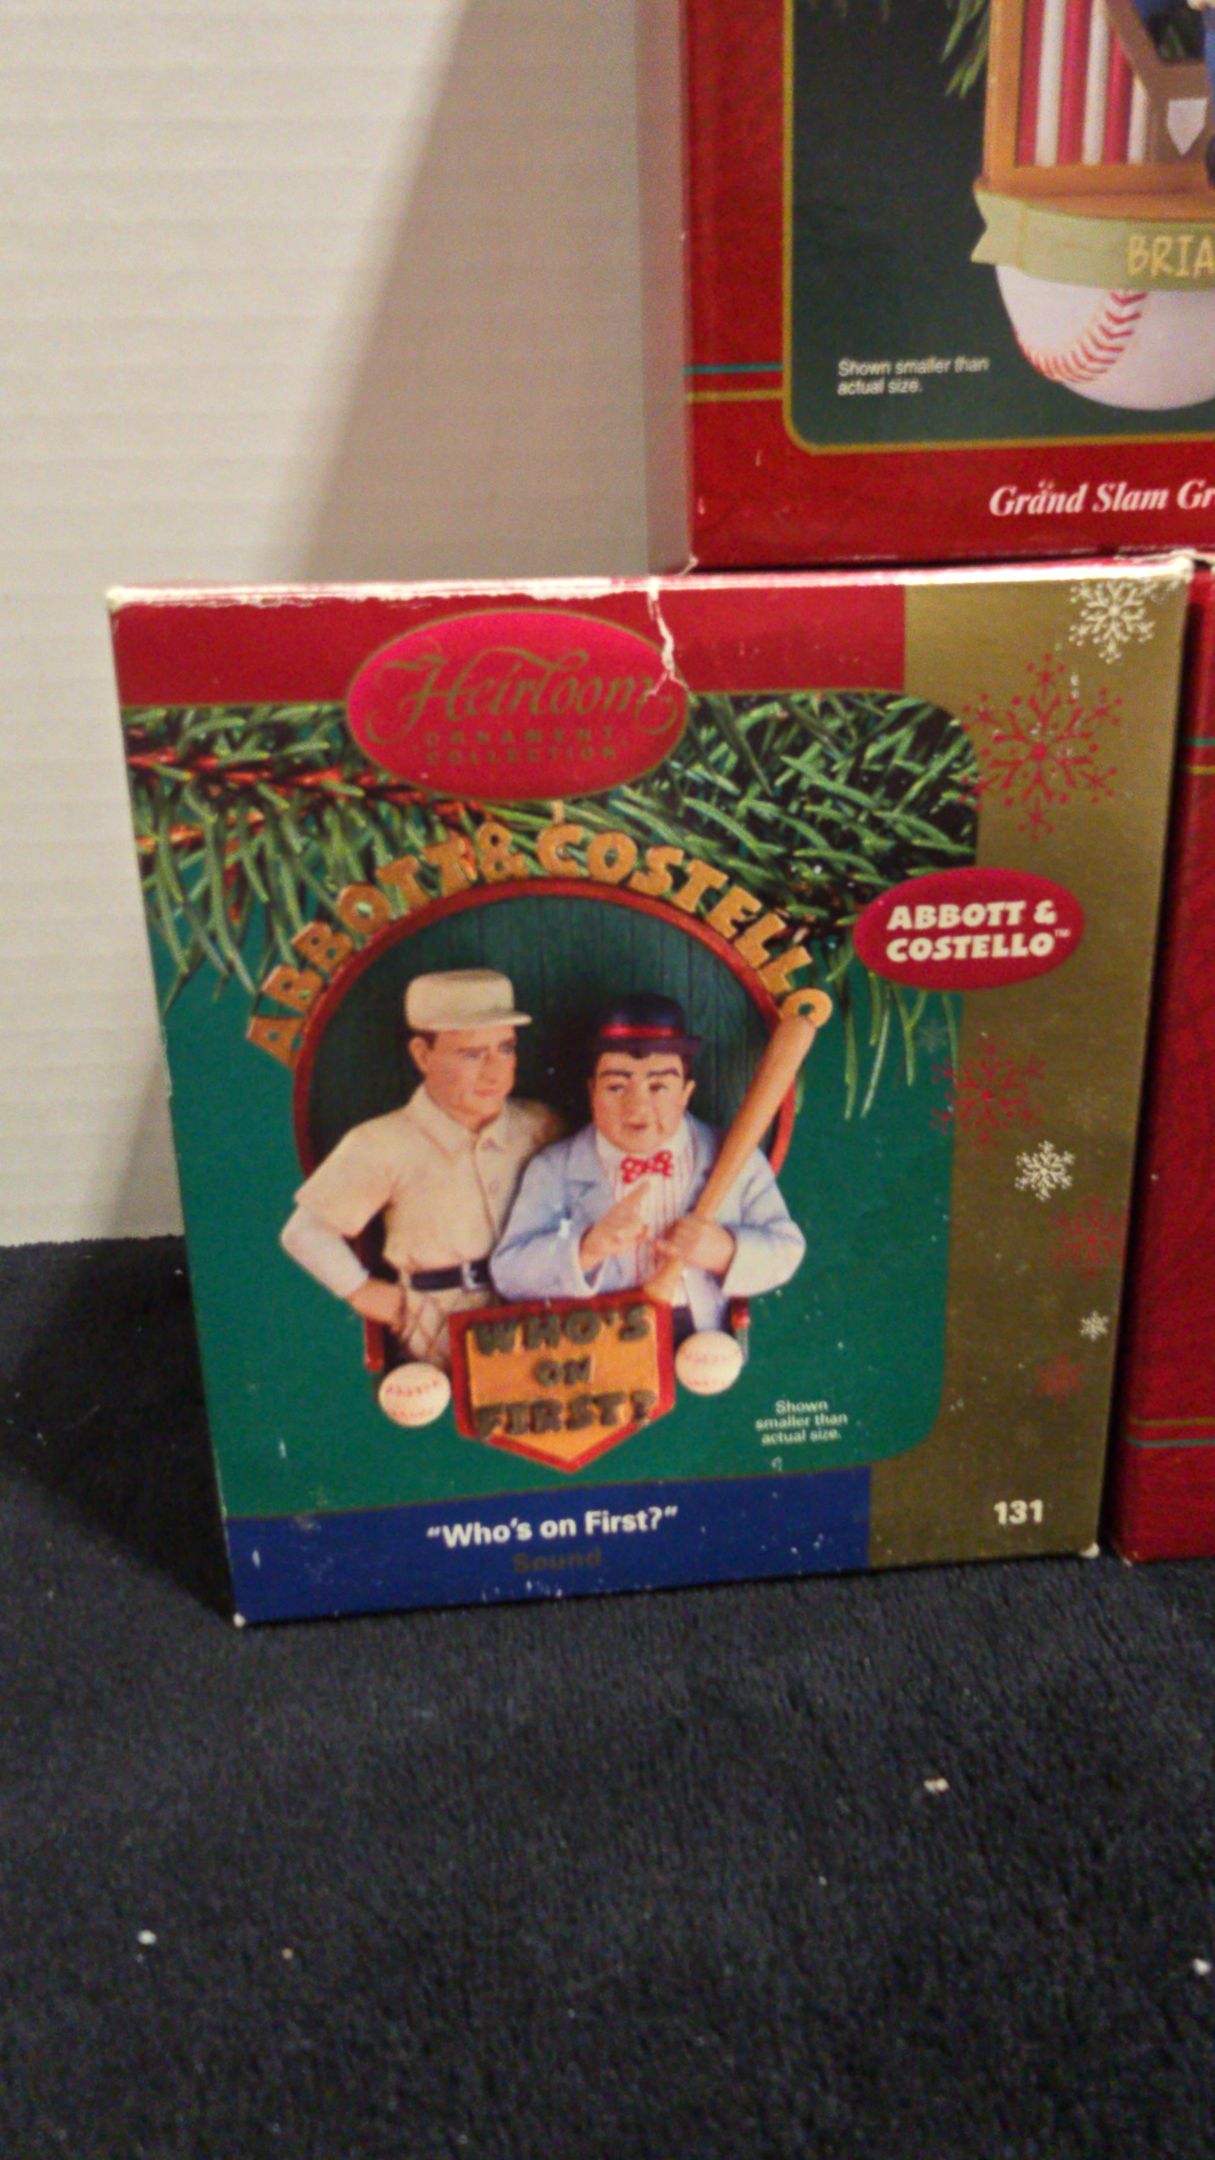 BRIA
Shown smaller than
actual size.
Grand Slam Gr
Heirloom
ORNAMENT
COLLECTION
ABBOTT & COSTELLO
ABBOTT &
COSTELLO™
WHO'S
ON
FIRST?
Shown
smaller than
actual size.
"Who's on First?"
Sound
131